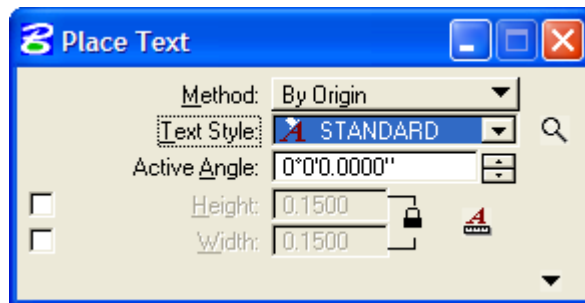 Place Text
Method: By Origin
Text Style: STANDARD
Active Angle: 0°0'0.0000"
Height: 0.1500
Width: 0.1500